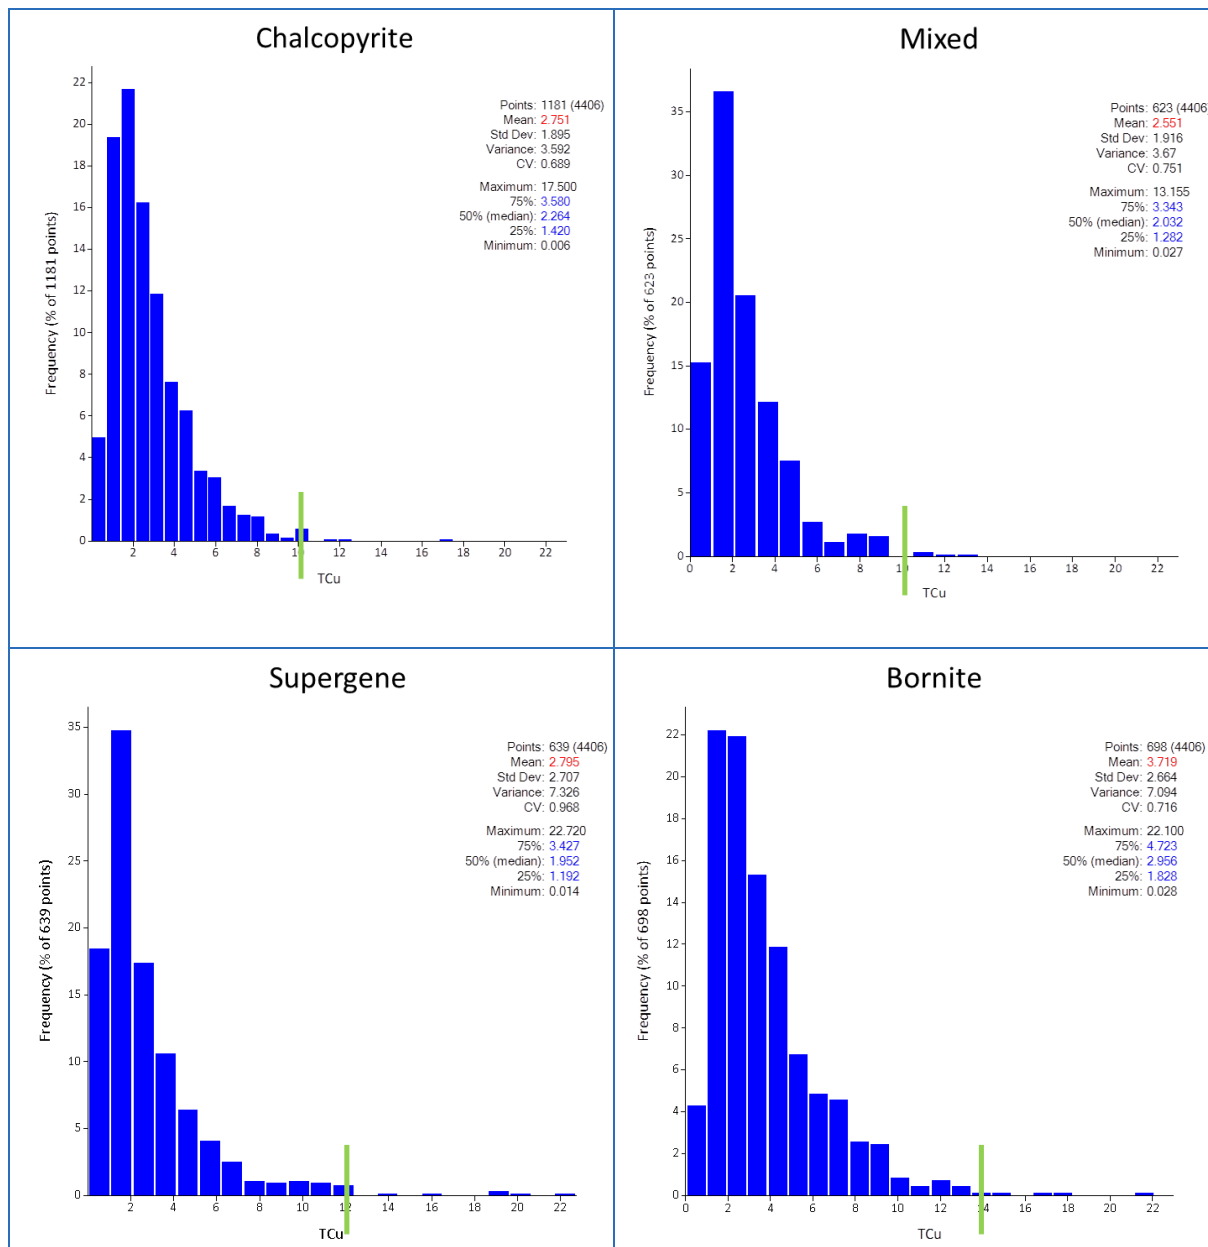 Chalcopyrite
Points: 1181 (4406)
Mean: 2.751
Std Dev: 1.895
Variance: 3.592
CV: 0.689
Maximum: 17.500
75%: 3.580
50% (median): 2.264
25%: 1.420
Minimum: 0.006
Frequency (% of 1181 points)
22
20
18
16
14
12
10
8
6
4
2
0
2 4 6 8 10 12 14 16 18 20 22
TCu
Mixed
Points: 623 (4406)
Mean: 2.551
Std Dev: 1.916
Variance: 3.67
CV: 0.751
Maximum: 13.155
75%: 3.343
50% (median): 2.032
25%: 1.282
Minimum: 0.027
Frequency (% of 623 points)
35
30
25
20
15
10
5
0
0 2 4 6 8 10 12 14 16 18 20 22
TCu
Supergene
Points: 639 (4406)
Mean: 2.795
Std Dev: 2.707
Variance: 7.326
CV: 0.968
Maximum: 22.720
75%: 3.427
50% (median): 1.952
25%: 1.192
Minimum: 0.014
Frequency (% of 639 points)
35
30
25
20
15
10
5
0
2 4 6 8 10 12 14 16 18 20 22
TCu
Bornite
Points: 698 (4406)
Mean: 3.719
Std Dev: 2.664
Variance: 7.094
CV: 0.716
Maximum: 22.100
75%: 4.723
50% (median): 2.956
25%: 1.828
Minimum: 0.028
Frequency (% of 698 points)
22
20
18
16
14
12
10
8
6
4
2
0
0 2 4 6 8 10 12 14 16 18 20 22
TCu